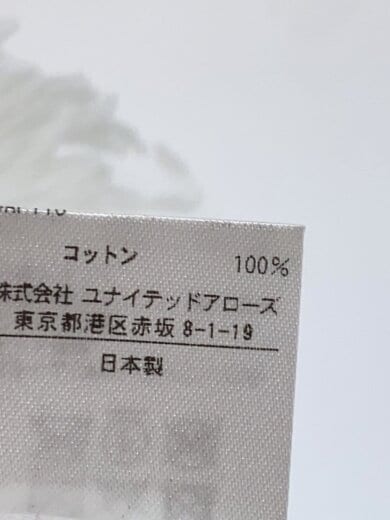 コットン 100%
株式会社 ユナイテッドアローズ
東京都港区赤坂 8-1-19
日本製